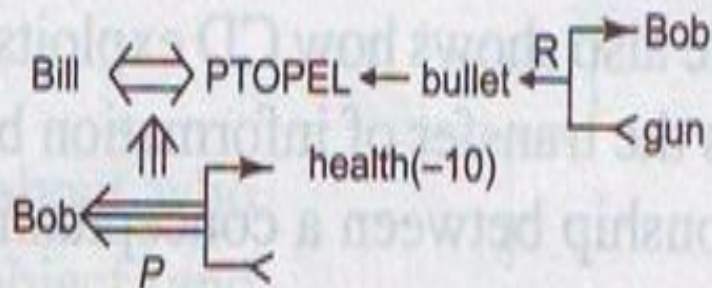 Bob
R
Bill PTOPEL bullet
gun
health(–10)
Bob
P